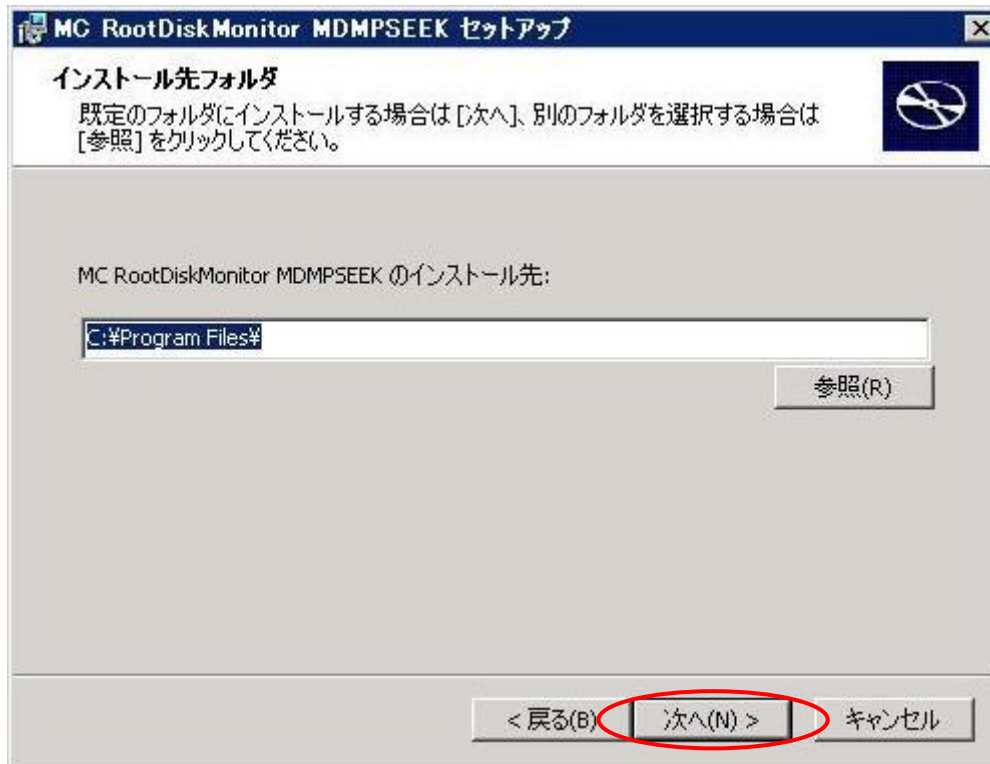 MC RootDiskMonitor MDMPSEEK セットアップ
インストール先フォルダ
既定のフォルダにインストールする場合は [次へ]、別のフォルダを選択する場合は
[参照] をクリックしてください。
MC RootDiskMonitor MDMPSEEK のインストール先:
C:¥Program Files¥
参照(R)
< 戻る(B)
次へ(N) >
キャンセル